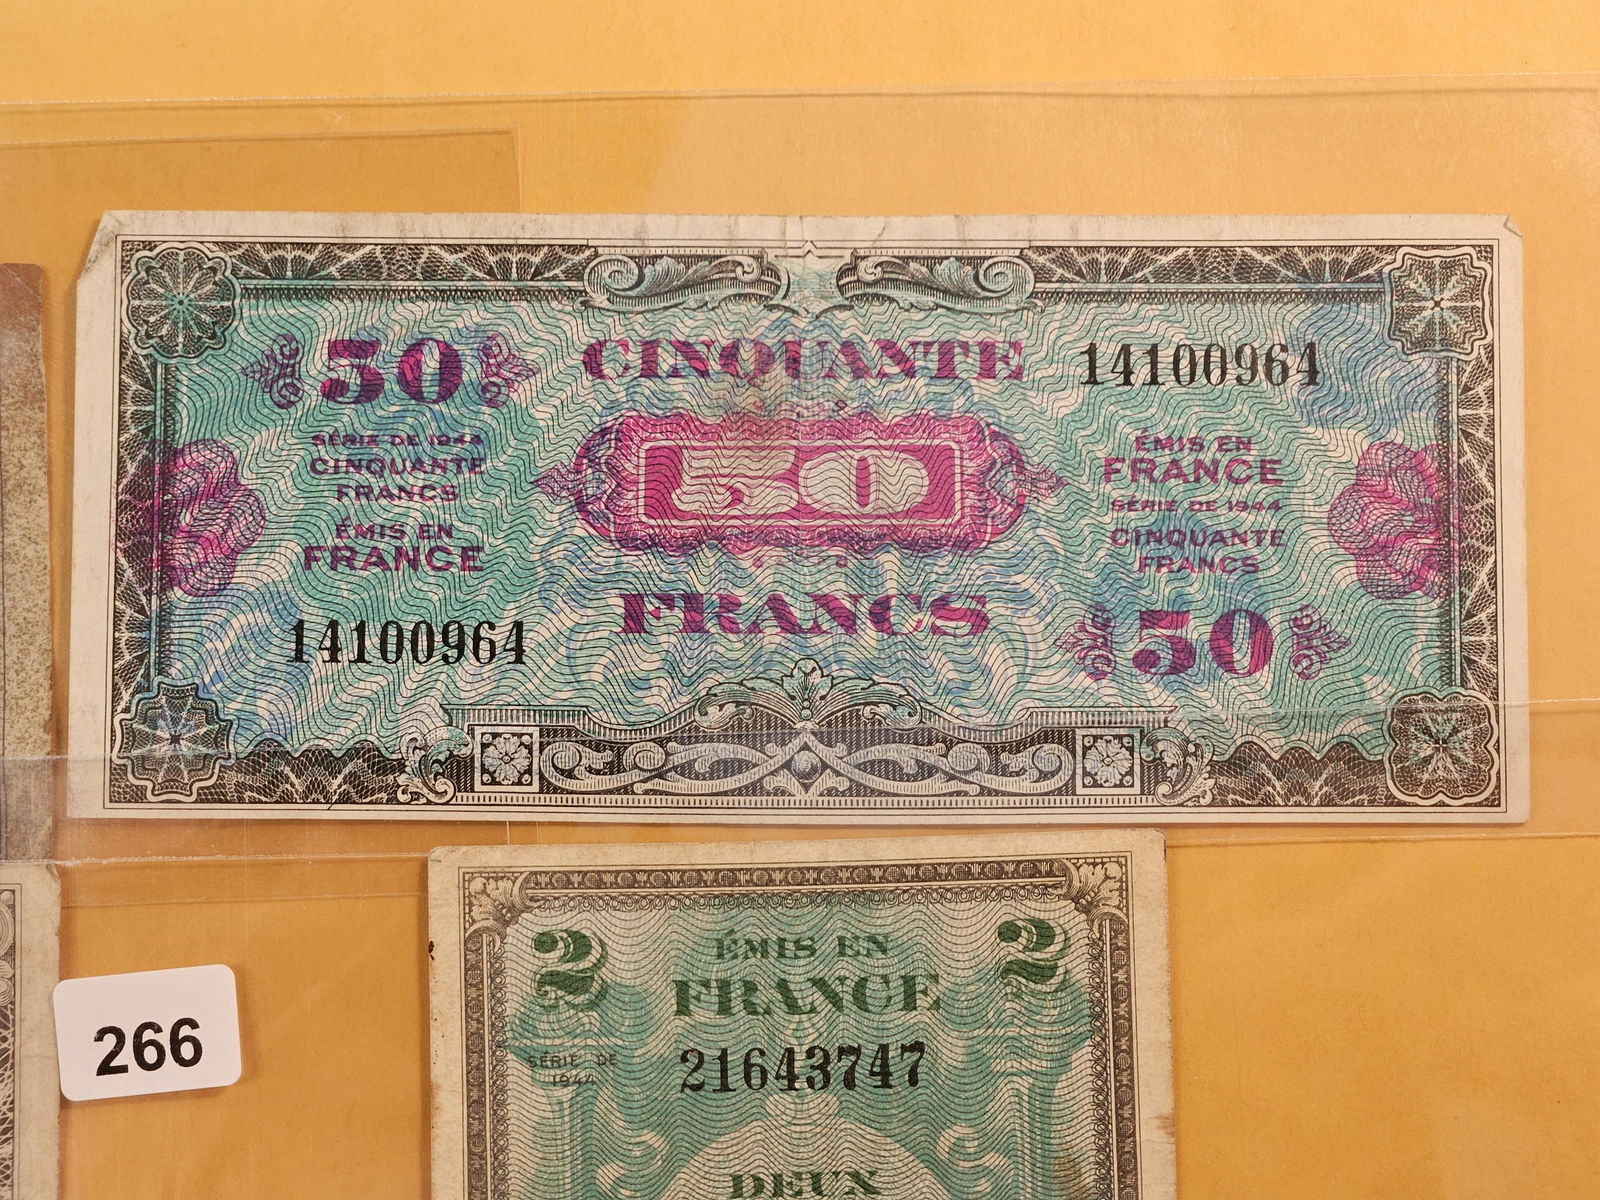 50 CINQUANTE 14100964
SÉRIE DE 1944
CINQUANTE
FRANCS
ÉMIS EN
FRANCE
50
ÉMIS EN
FRANCE
SÉRIE DE 1944
CINQUANTE
FRANCS
14100964 FRANCS 50
2 ÉMIS EN 2
FRANCE
SÉRIE DE
1944
21643747
DEUX
266